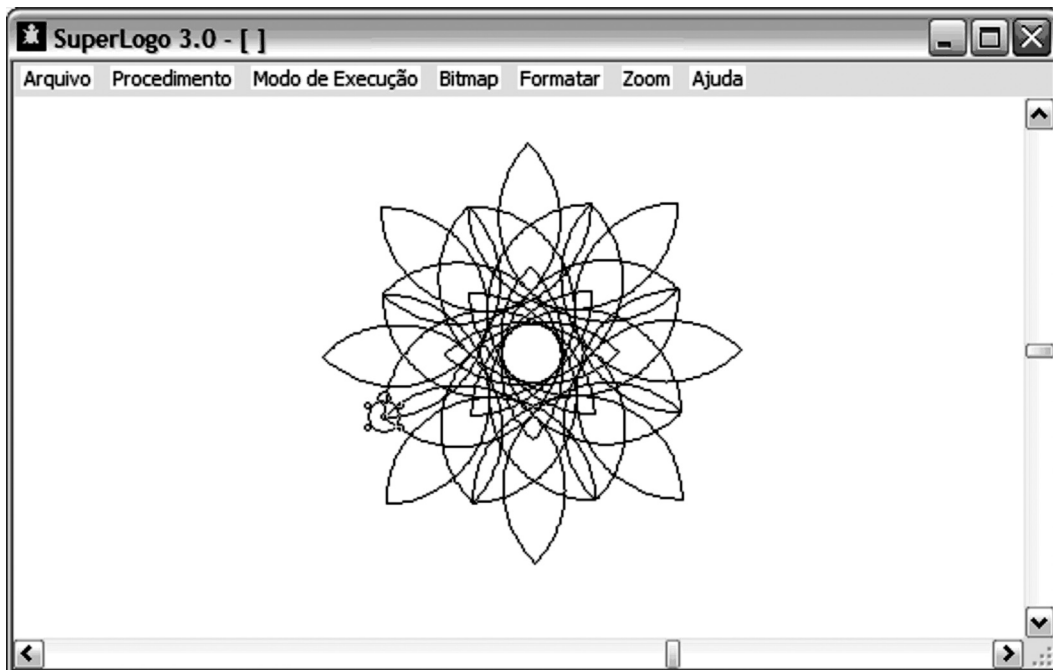 SuperLogo 3.0 - [ ]
Arquivo Procedimento Modo de Execução Bitmap Formatar Zoom Ajuda